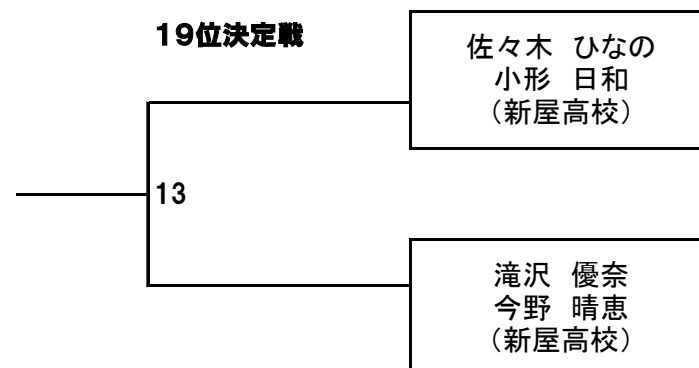 19位決定戦
佐々木 ひなの
小形 日和
(新屋高校)
13
滝沢 優奈
今野 晴恵
(新屋高校)